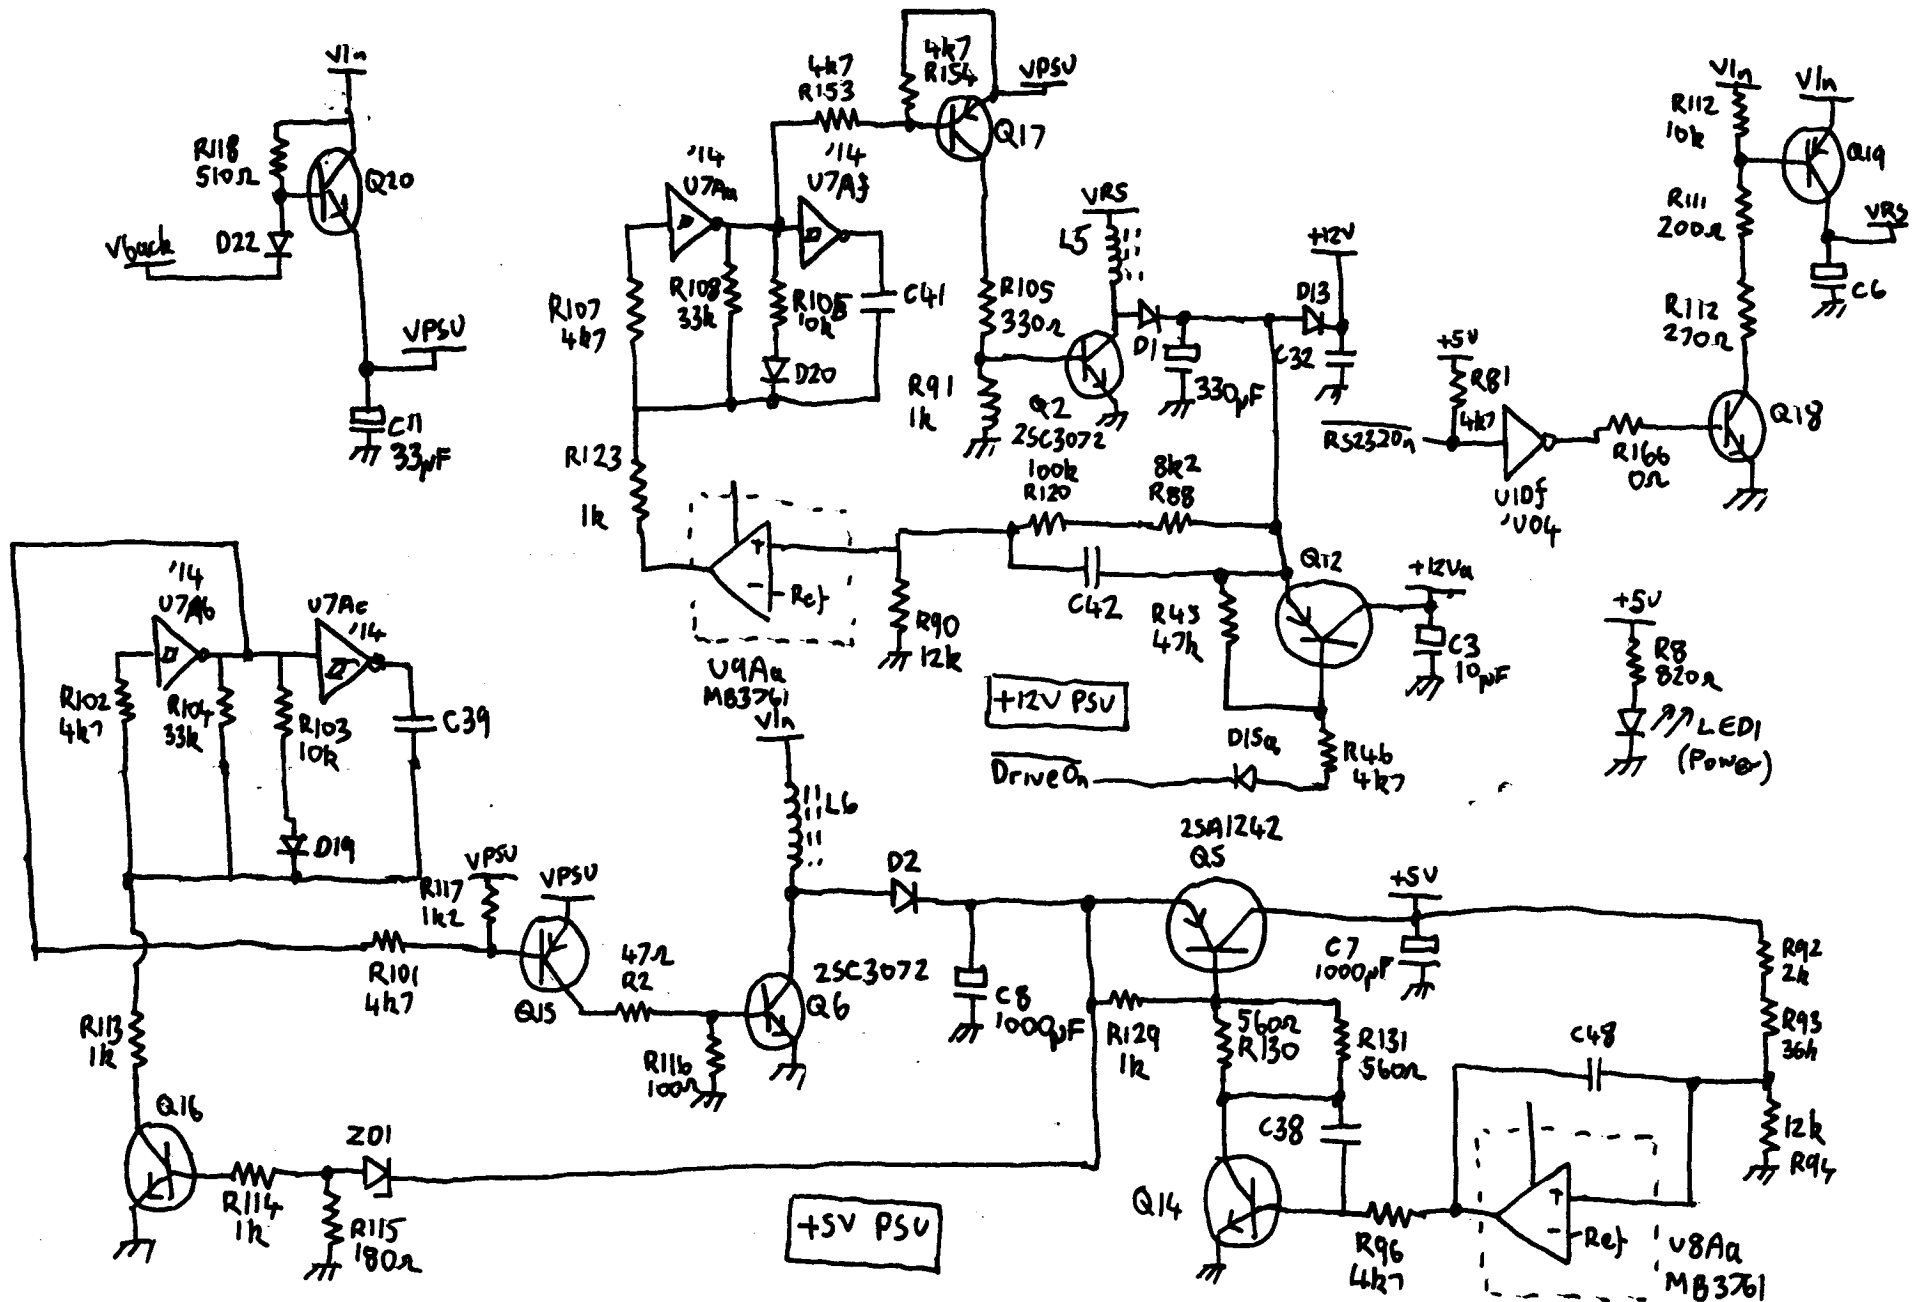 VIn
R118
510Ω
Q20
D22
Vback
VPSU
C11
33µF
4k7
R153
4k7
R154
VPSU
Q17
'14
U7Aa
'14
U7Af
R107
4k7
R108
33k
10k
D20
C41
R105
330Ω
R91
1k
VRS
L5
D1
330µF
Q2
2SC3072
+12V
D13
C32
R123
1k
100k
R120
8k2
R88
C42
+
-
Ref
U9Aa
MB3761
R90
12k
R45
47k
Q12
+12Va
C3
10µF
+12V PSU
D15a
DriveOn
R46
4k7
VIn
R112
10k
VIn
Q19
R111
200Ω
VRS
C6
R112
270Ω
+5V
R81
4k7
RS232On
U10f
'U04
R166
0Ω
Q18
+5V
R8
820Ω
LED1
(Power)
'14
U7Ab
U7Ac
'14
R102
4k7
R104
33k
R103
10k
C39
D19
VPSU
R117
1k2
VPSU
R101
4k7
Q15
47Ω
R2
R116
100Ω
VIn
L6
D2
2SC3072
Q6
C8
1000µF
2SA1242
Q5
+5V
C7
1000µF
R92
2k
R93
36k
R129
1k
560Ω
R130
R131
560Ω
C48
12k
R94
C38
Q14
R96
4k7
+
-
Ref
U8Aa
MB3761
R113
1k
Q16
ZD1
R114
1k
R115
180Ω
+5V PSU